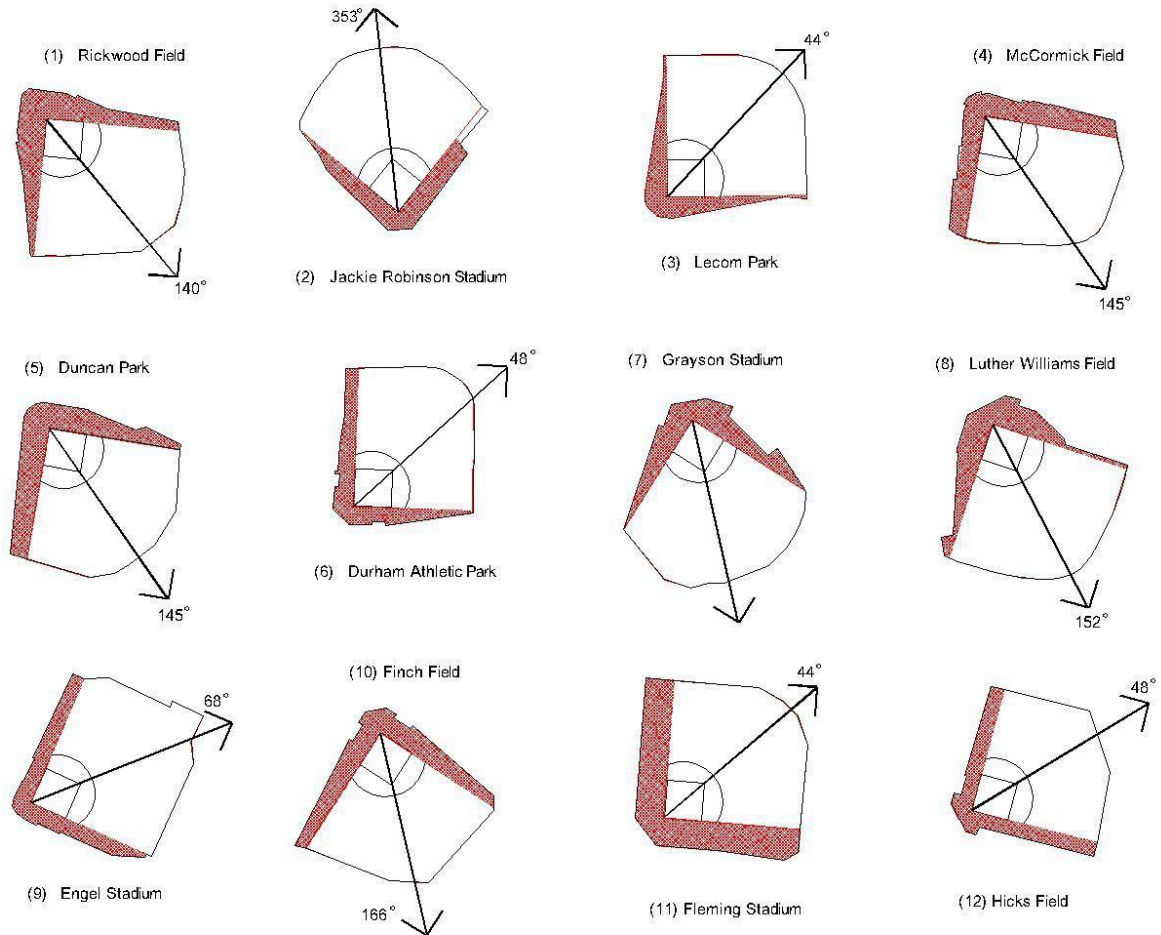 (1) Rickwood Field
140°
353°
(2) Jackie Robinson Stadium
44°
(3) Lecom Park
(4) McCormick Field
145°
(5) Duncan Park
145°
48°
(6) Durham Athletic Park
(7) Grayson Stadium
(8) Luther Williams Field
152°
68°
(9) Engel Stadium
(10) Finch Field
166°
44°
(11) Fleming Stadium
48°
(12) Hicks Field